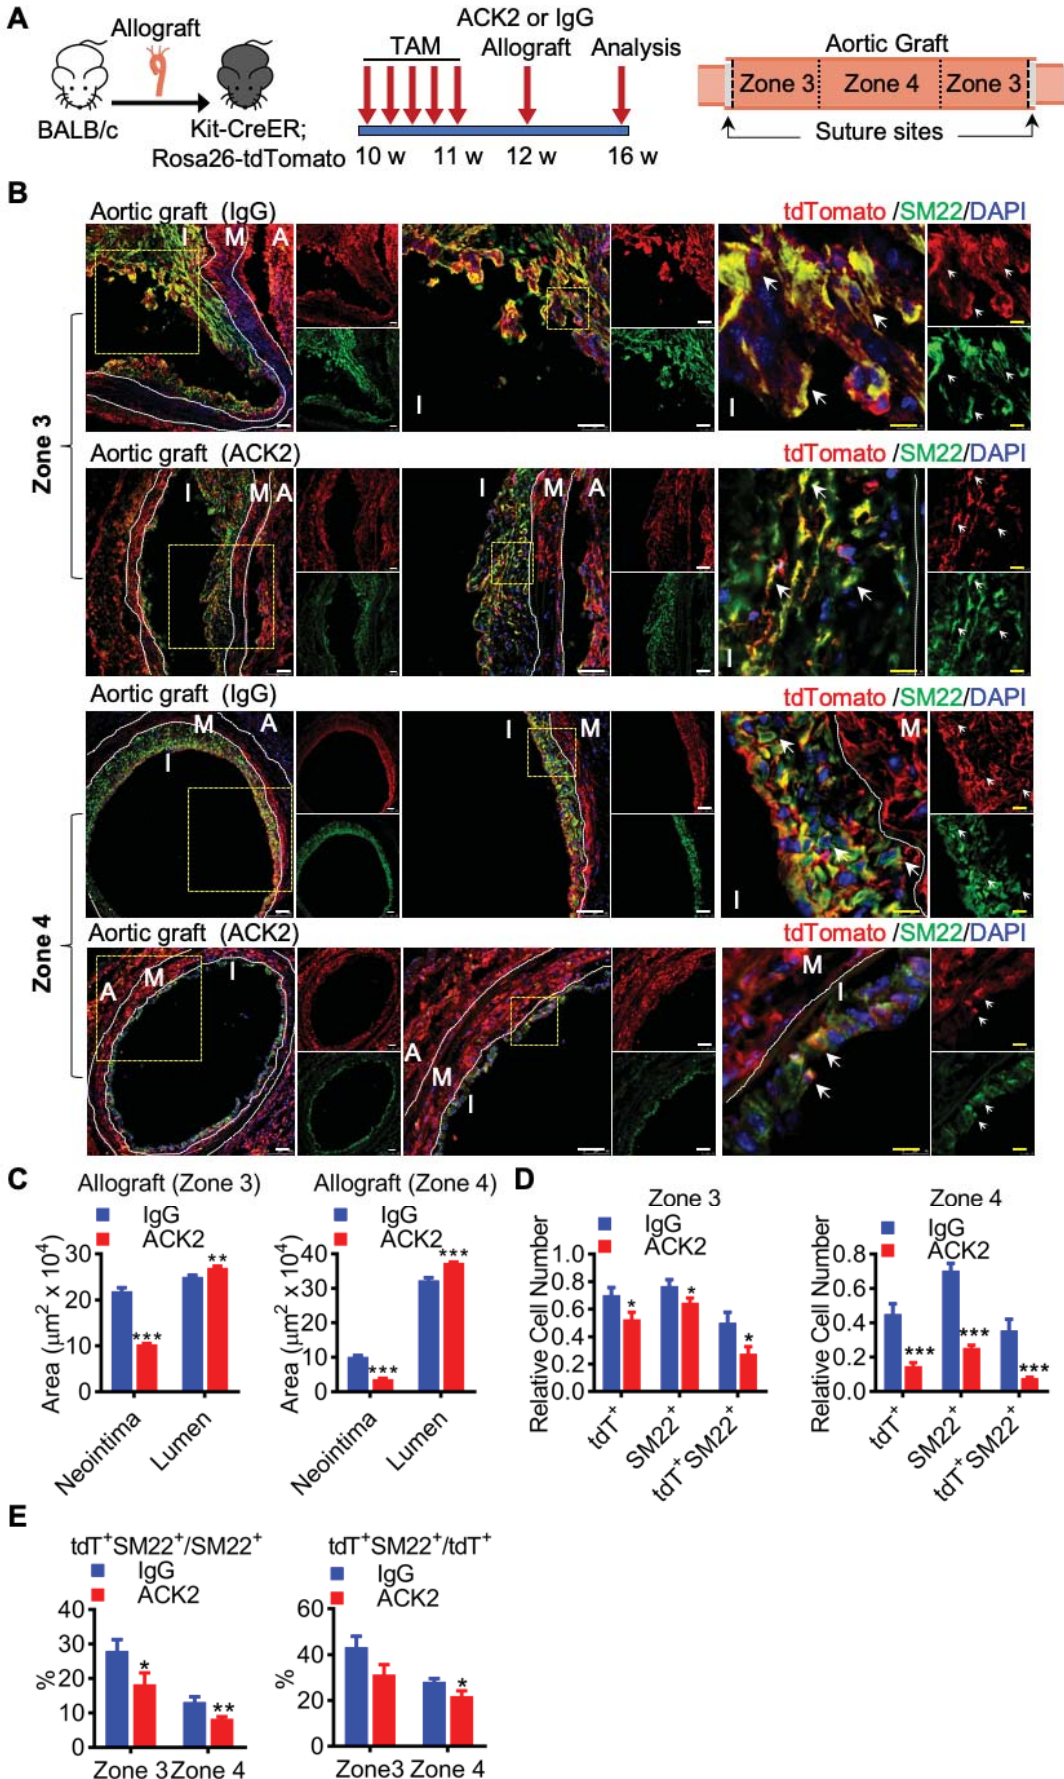 A
Allograft
BALB/c
Kit-CreER;
Rosa26-tdTomato
ACK2 or IgG
TAM
Allograft
Analysis
10 w
11 w
12 w
16 w
Aortic Graft
Zone 3
Zone 4
Zone 3
Suture sites
B
Zone 3
Aortic graft (IgG)
tdTomato /SM22/DAPI
I
M
A
I
I
Aortic graft (ACK2)
tdTomato /SM22/DAPI
I
M
A
I
M
A
I
Zone 4
Aortic graft (IgG)
tdTomato /SM22/DAPI
M
A
I
I
M
M
I
Aortic graft (ACK2)
tdTomato /SM22/DAPI
A
M
I
A
M
I
M
I
C
Allograft (Zone 3)
IgG
ACK2
Area (μm² x 10⁴)
30
20
10
0
***
**
Neointima
Lumen
Allograft (Zone 4)
IgG
ACK2
Area (μm² x 10⁴)
40
30
20
10
0
***
***
Neointima
Lumen
D
Zone 3
IgG
ACK2
Relative Cell Number
1.0
0.8
0.6
0.4
0.2
0.0
*
*
*
tdT⁺
SM22⁺
tdT⁺SM22⁺
Zone 4
IgG
ACK2
Relative Cell Number
0.8
0.6
0.4
0.2
0.0
***
***
***
tdT⁺
SM22⁺
tdT⁺SM22⁺
E
tdT⁺SM22⁺/SM22⁺
IgG
ACK2
%
40
30
20
10
0
*
**
Zone 3
Zone 4
tdT⁺SM22⁺/tdT⁺
IgG
ACK2
%
60
40
20
0
*
Zone3
Zone 4